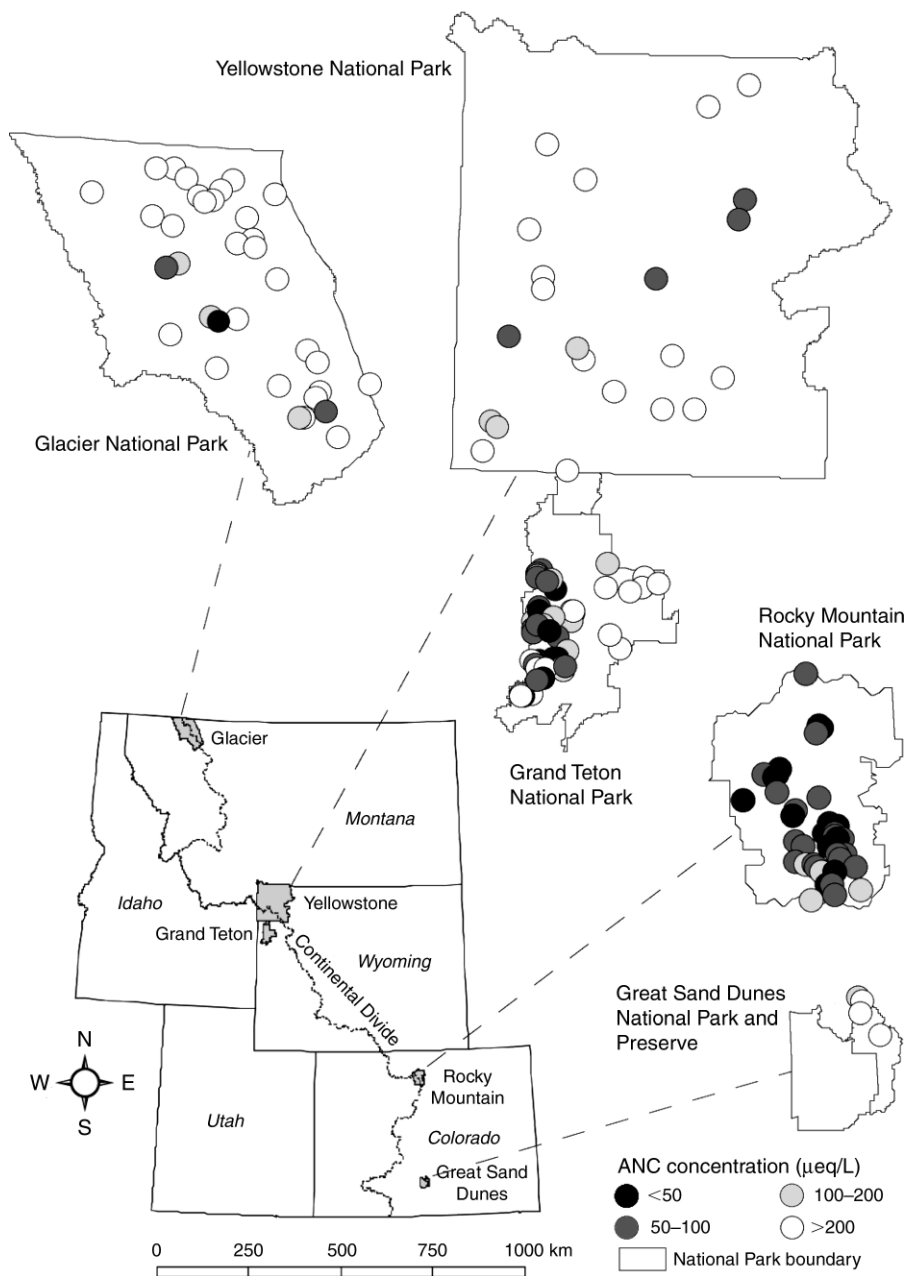 Yellowstone National Park
Glacier National Park
Rocky Mountain
National Park
Grand Teton
National Park
Glacier
Montana
Idaho
Yellowstone
Grand Teton
Continental Divide
Wyoming
Great Sand Dunes
National Park and
Preserve
N
W E
S
Utah
Rocky
Mountain
Colorado
Great Sand
Dunes
ANC concentration (μeq/L)
<50 100–200
50–100 >200
National Park boundary
0 250 500 750 1000 km